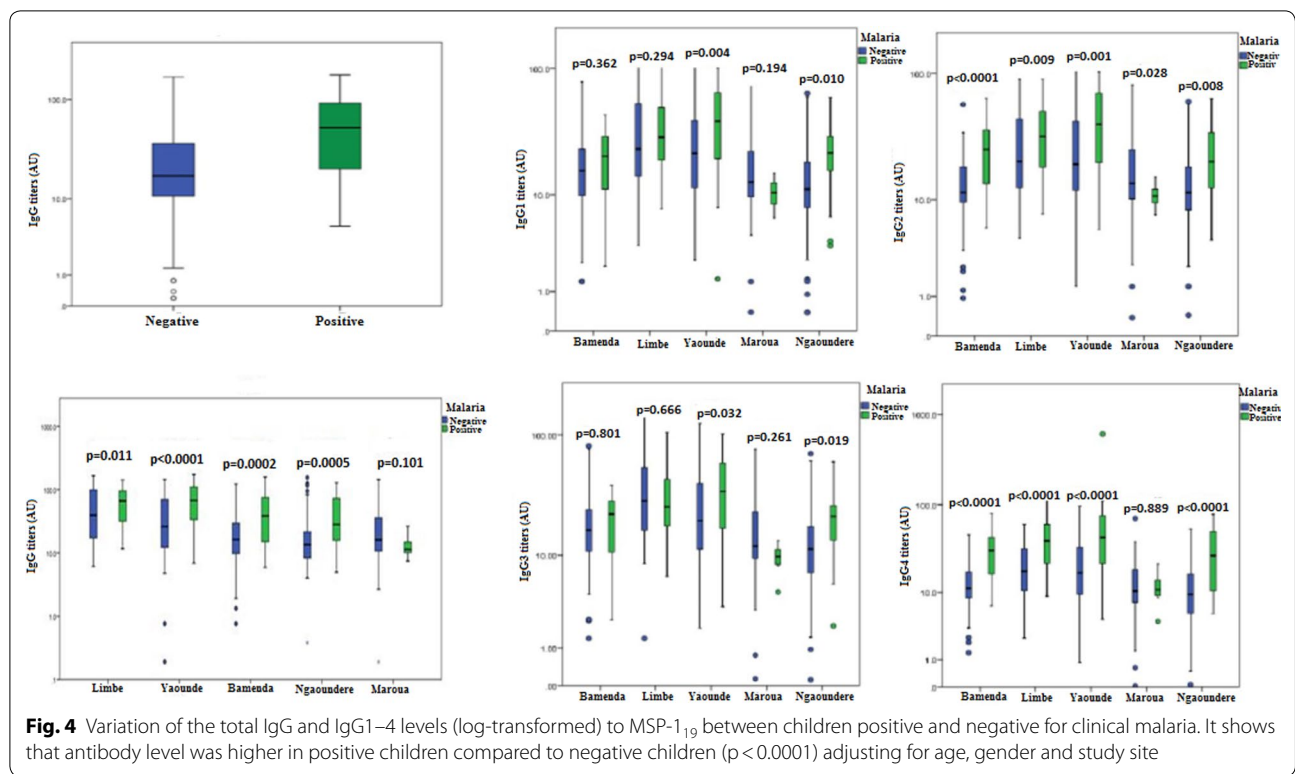 IgG titers (AU)
100.0
10.0
1.0
.0
Negative Positive
Malaria
Negative
Positive
p=0.362 p=0.294 p=0.004 p=0.194 p=0.010
IgG1 titers (AU)
100.0
10.0
1.0
.0
Bamenda Limbe Yaounde Maroua Ngaoundere
Malaria
Negativ
Positiv
p<0.0001 p=0.009 p=0.001 p=0.028 p=0.008
IgG2 titers (AU)
100.0
10.0
1.0
.0
Bamenda Limbe Yaounde Maroua Ngaoundere
Malaria
Negative
Positive
p=0.011 p<0.0001 p=0.0002 p=0.0005 p=0.101
IgG titers (AU)
100.0
10.0
1.0
.1
Limbe Yaounde Bamenda Ngaoundere Maroua
Malaria
Negative
Positive
p=0.801 p=0.666 p=0.032 p=0.261 p=0.019
IgG3 titers (AU)
100.00
10.00
1.00
.00
Bamenda Limbe Yaounde Maroua Ngaoundere
Malaria
Negativ
Positive
p<0.0001 p<0.0001 p<0.0001 p=0.889 p<0.0001
IgG4 titers (AU)
100.0
10.0
1.0
.0
Bamenda Limbe Yaounde Maroua Ngaoundere
Fig. 4 Variation of the total IgG and IgG1–4 levels (log-transformed) to MSP-1₁₉ between children positive and negative for clinical malaria. It shows
that antibody level was higher in positive children compared to negative children (p < 0.0001) adjusting for age, gender and study site